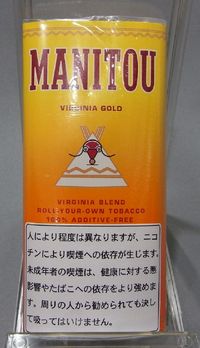 MANITOU
VIRGINIA GOLD
VIRGINIA BLEND
ROLL-YOUR-OWN TOBACCO
100% ADDITIVE-FREE
人により程度は異なりますが、ニコ
チンにより喫煙への依存が生じます。
未成年者の喫煙は、健康に対する悪
影響やたばこへの依存をより強めま
す。周りの人から勧められても決し
て吸ってはいけません。